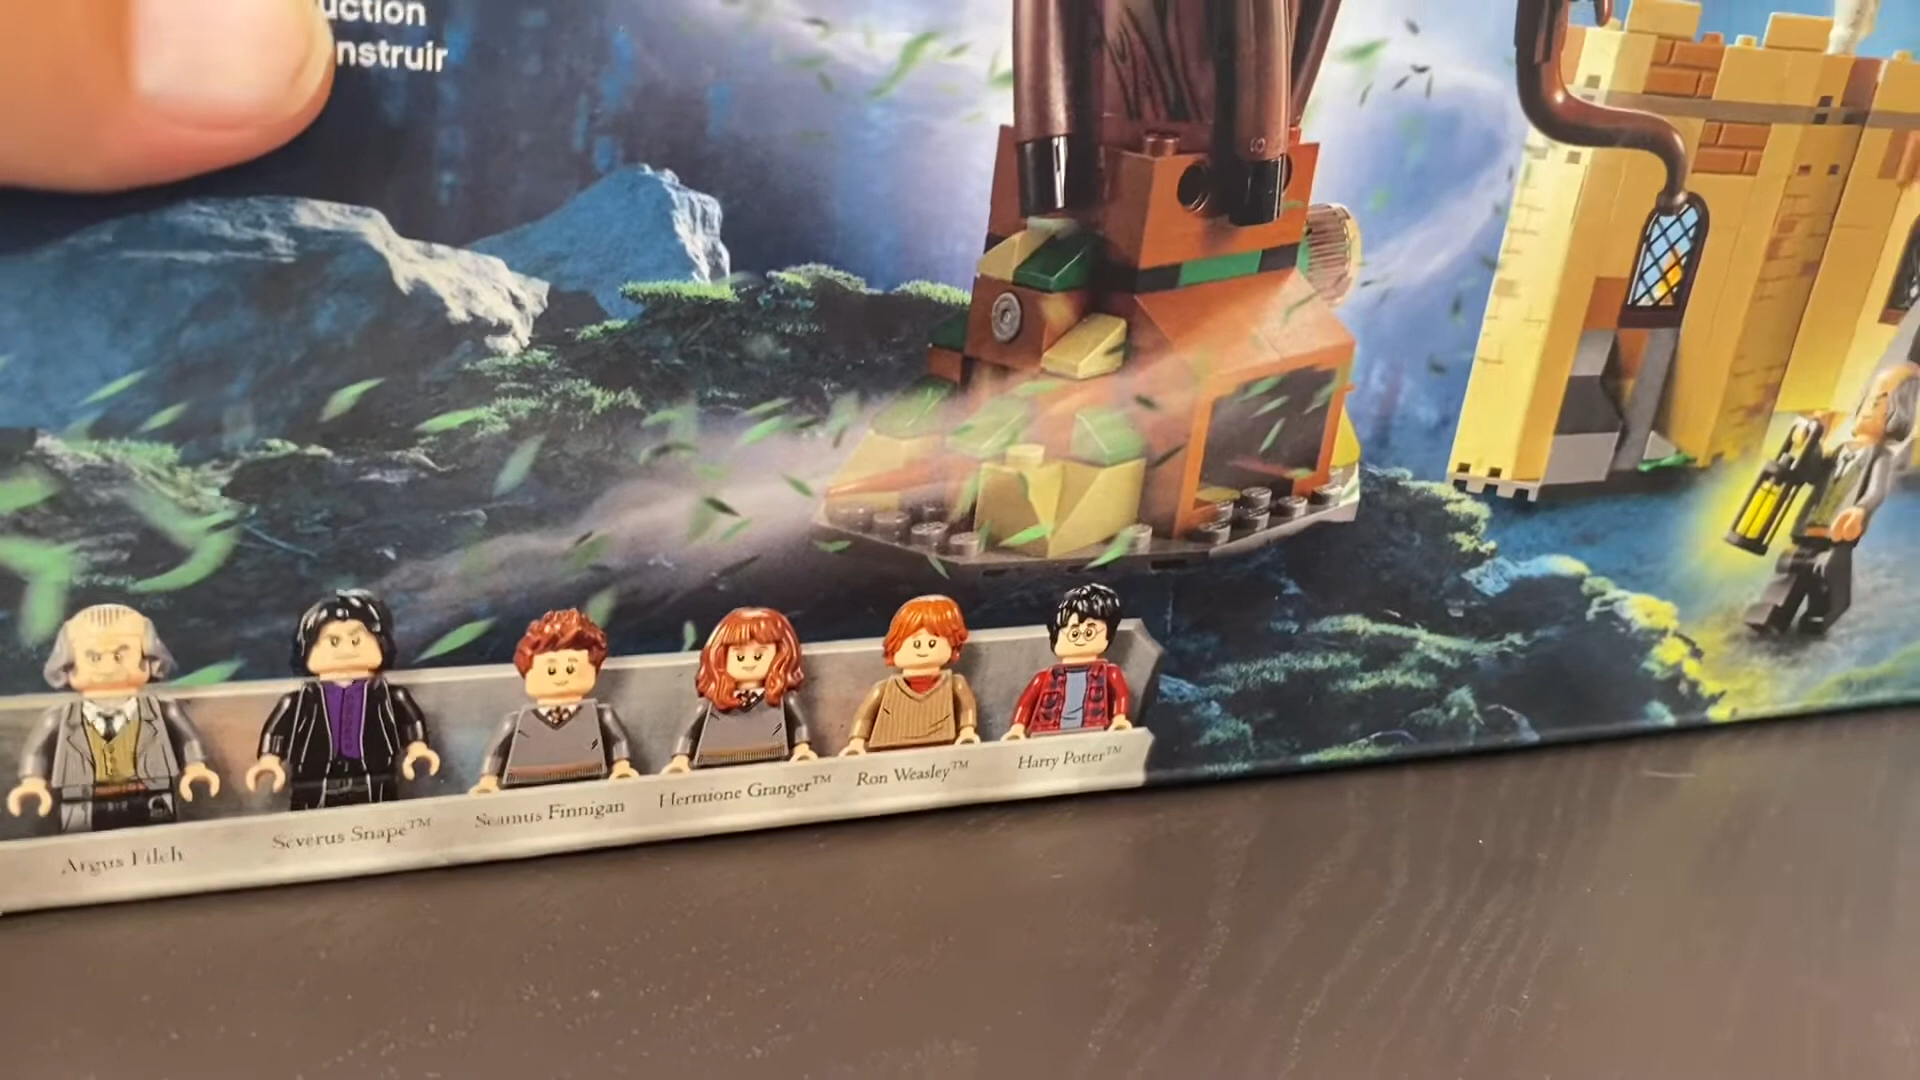 uction
nstruir
Argus Filch
Severus Snape™
Seamus Finnigan
Hermione Granger™
Ron Weasley™
Harry Potter™